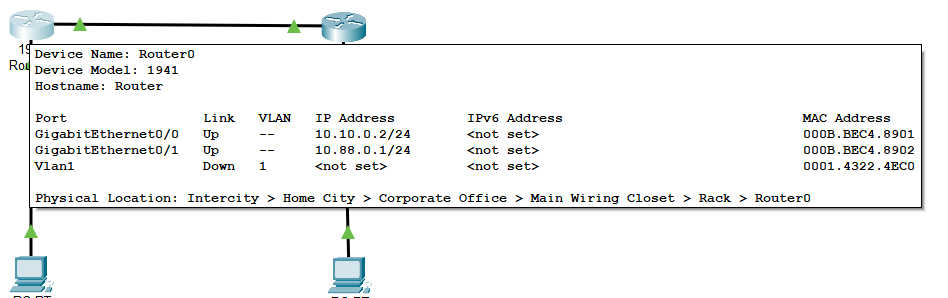 19
Rou
Device Name: Router0
Device Model: 1941
Hostname: Router
Port Link VLAN IP Address IPv6 Address MAC Address
GigabitEthernet0/0 Up -- 10.10.0.2/24 <not set> 000B.BEC4.8901
GigabitEthernet0/1 Up -- 10.88.0.1/24 <not set> 000B.BEC4.8902
Vlan1 Down 1 <not set> <not set> 0001.4322.4EC0
Physical Location: Intercity > Home City > Corporate Office > Main Wiring Closet > Rack > Router0